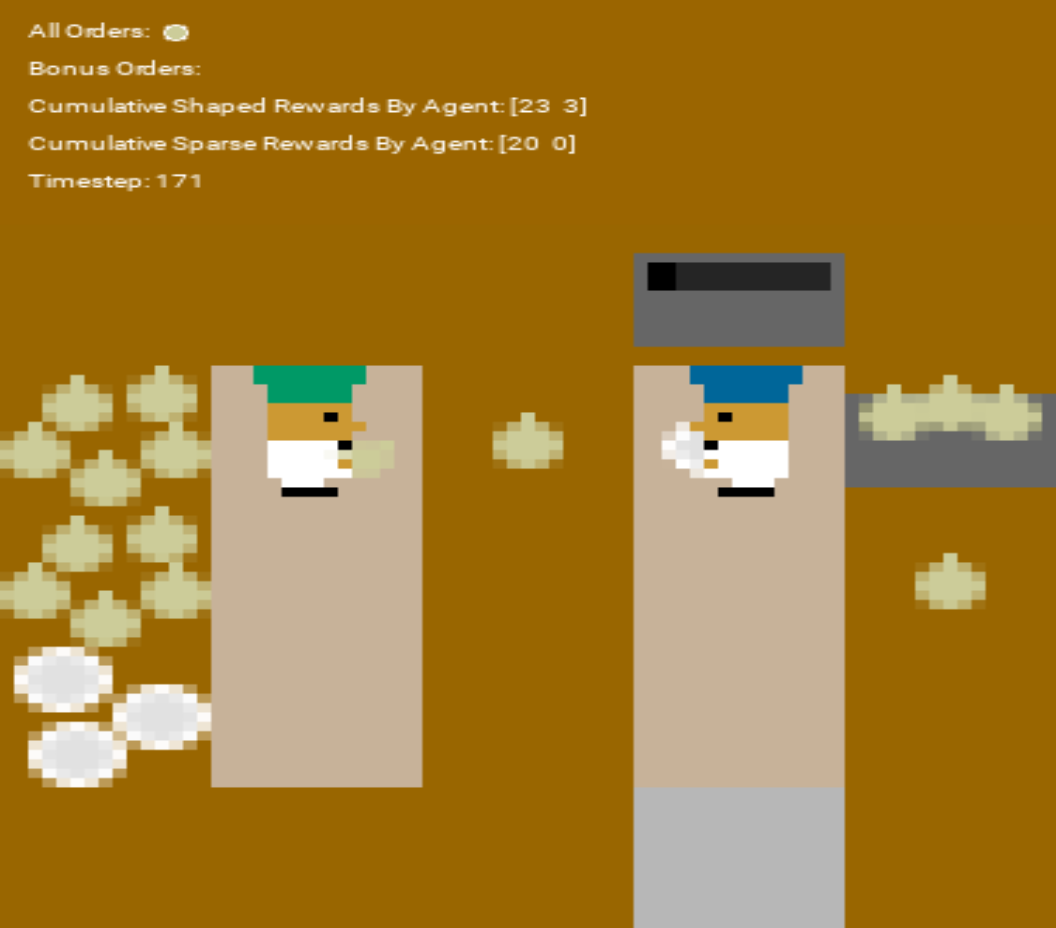 All Orders:
Bonus Orders:
Cumulative Shaped Rewards By Agent: [23 3]
Cumulative Sparse Rewards By Agent: [20 0]
Timestep: 171